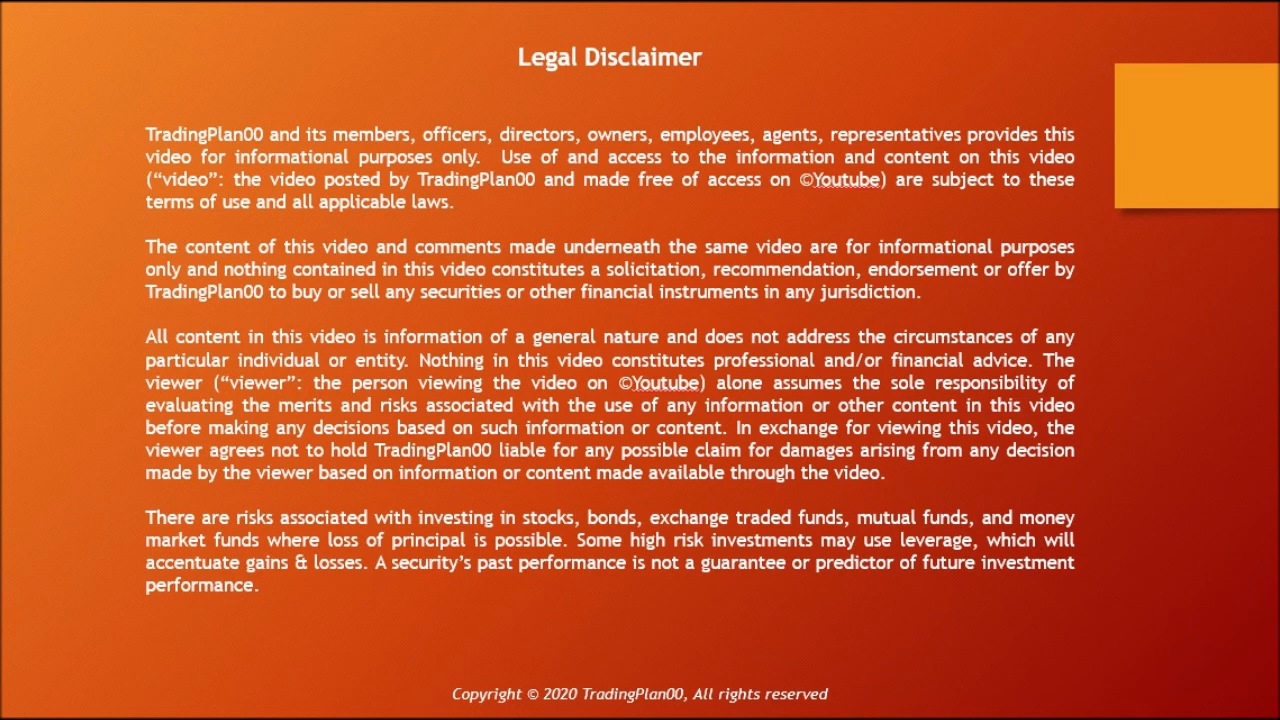 Legal Disclaimer
TradingPlan00 and its members, officers, directors, owners, employees, agents, representatives provides this
video for informational purposes only. Use of and access to the information and content on this video
(“video”: the video posted by TradingPlan00 and made free of access on ©Youtube) are subject to these
terms of use and all applicable laws.
The content of this video and comments made underneath the same video are for informational purposes
only and nothing contained in this video constitutes a solicitation, recommendation, endorsement or offer by
TradingPlan00 to buy or sell any securities or other financial instruments in any jurisdiction.
All content in this video is information of a general nature and does not address the circumstances of any
particular individual or entity. Nothing in this video constitutes professional and/or financial advice. The
viewer (“viewer”: the person viewing the video on ©Youtube) alone assumes the sole responsibility of
evaluating the merits and risks associated with the use of any information or other content in this video
before making any decisions based on such information or content. In exchange for viewing this video, the
viewer agrees not to hold TradingPlan00 liable for any possible claim for damages arising from any decision
made by the viewer based on information or content made available through the video.
There are risks associated with investing in stocks, bonds, exchange traded funds, mutual funds, and money
market funds where loss of principal is possible. Some high risk investments may use leverage, which will
accentuate gains & losses. A security’s past performance is not a guarantee or predictor of future investment
performance.
Copyright © 2020 TradingPlan00, All rights reserved